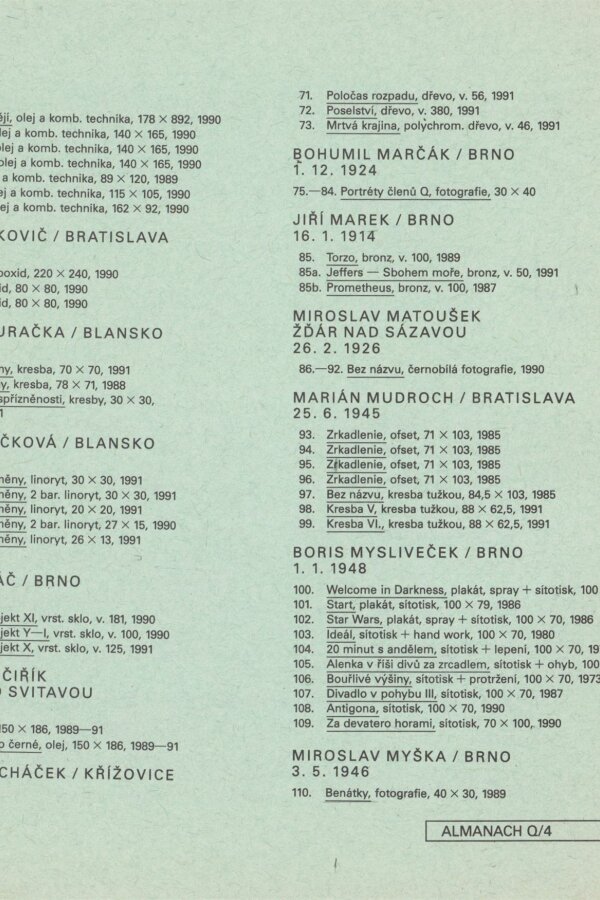 ějí, olej a komb. technika, 178 × 892, 1990
lej a komb. technika, 140 × 165, 1990
olej a komb. technika, 140 × 165, 1990
olej a komb. technika, 140 × 165, 1990
a komb. technika, 89 × 120, 1989
ej a komb. technika, 115 × 105, 1990
ej a komb. technika, 162 × 92, 1990
KOVIČ / BRATISLAVA
poxid, 220 × 240, 1990
id, 80 × 80, 1990
id, 80 × 80, 1990
URAČKA / BLANSKO
ny, kresba, 70 × 70, 1991
y, kresba, 78 × 71, 1988
spřízněnosti, kresby, 30 × 30,
1
ČKOVÁ / BLANSKO
měny, linoryt, 30 × 30, 1991
měny, 2 bar. linoryt, 30 × 30, 1991
měny, linoryt, 20 × 20, 1991
měny, 2 bar. linoryt, 27 × 15, 1990
měny, linoryt, 26 × 13, 1991
ÁČ / BRNO
jekt XI, vrst. sklo, v. 181, 1990
jekt Y—I, vrst. sklo, v. 100, 1990
jekt X, vrst. sklo, v. 125, 1991
ČIŘÍK
D SVITAVOU
150 × 186, 1989—91
o černé, olej, 150 × 186, 1989—91
CHÁČEK / KŘÍŽOVICE
71. Poločas rozpadu, dřevo, v. 56, 1991
72. Poselství, dřevo, v. 380, 1991
73. Mrtvá krajina, polychrom. dřevo, v. 46, 1991
BOHUMIL MARČÁK / BRNO
1. 12. 1924
75.—84. Portréty členů Q, fotografie, 30 × 40
JIŘÍ MAREK / BRNO
16. 1. 1914
85. Torzo, bronz, v. 100, 1989
85a. Jeffers — Sbohem moře, bronz, v. 50, 1991
85b. Prometheus, bronz, v. 100, 1987
MIROSLAV MATOUŠEK
ŽĎÁR NAD SÁZAVOU
26. 2. 1926
86.—92. Bez názvu, černobílá fotografie, 1990
MARIÁN MUDROCH / BRATISLAVA
25. 6. 1945
93. Zrkadlenie, ofset, 71 × 103, 1985
94. Zrkadlenie, ofset, 71 × 103, 1985
95. Zrkadlenie, ofset, 71 × 103, 1985
96. Zrkadlenie, ofset, 71 × 103, 1985
97. Bez názvu, kresba tužkou, 84,5 × 103, 1985
98. Kresba V, kresba tužkou, 88 × 62,5, 1991
99. Kresba VI., kresba tužkou, 88 × 62,5, 1991
BORIS MYSLIVEČEK / BRNO
1. 1. 1948
100. Welcome in Darkness, plakát, spray + sítotisk, 100
101. Start, plakát, sítotisk, 100 × 79, 1986
102. Star Wars, plakát, spray + sítotisk, 100 × 70, 1986
103. Ideál, sítotisk + hand work, 100 × 70, 1980
104. 20 minut s andělem, sítotisk + lepení, 100 × 70, 19
105. Alenka v říši divů za zrcadlem, sítotisk + ohyb, 100
106. Bouřlivé výšiny, sítotisk + protržení, 100 × 70, 1973
107. Divadlo v pohybu III, sítotisk, 100 × 70, 1987
108. Antigona, sítotisk, 100 × 70, 1990
109. Za devatero horami, sítotisk, 70 × 100, 1990
MIROSLAV MYŠKA / BRNO
3. 5. 1946
110. Benátky, fotografie, 40 × 30, 1989
ALMANACH Q/4